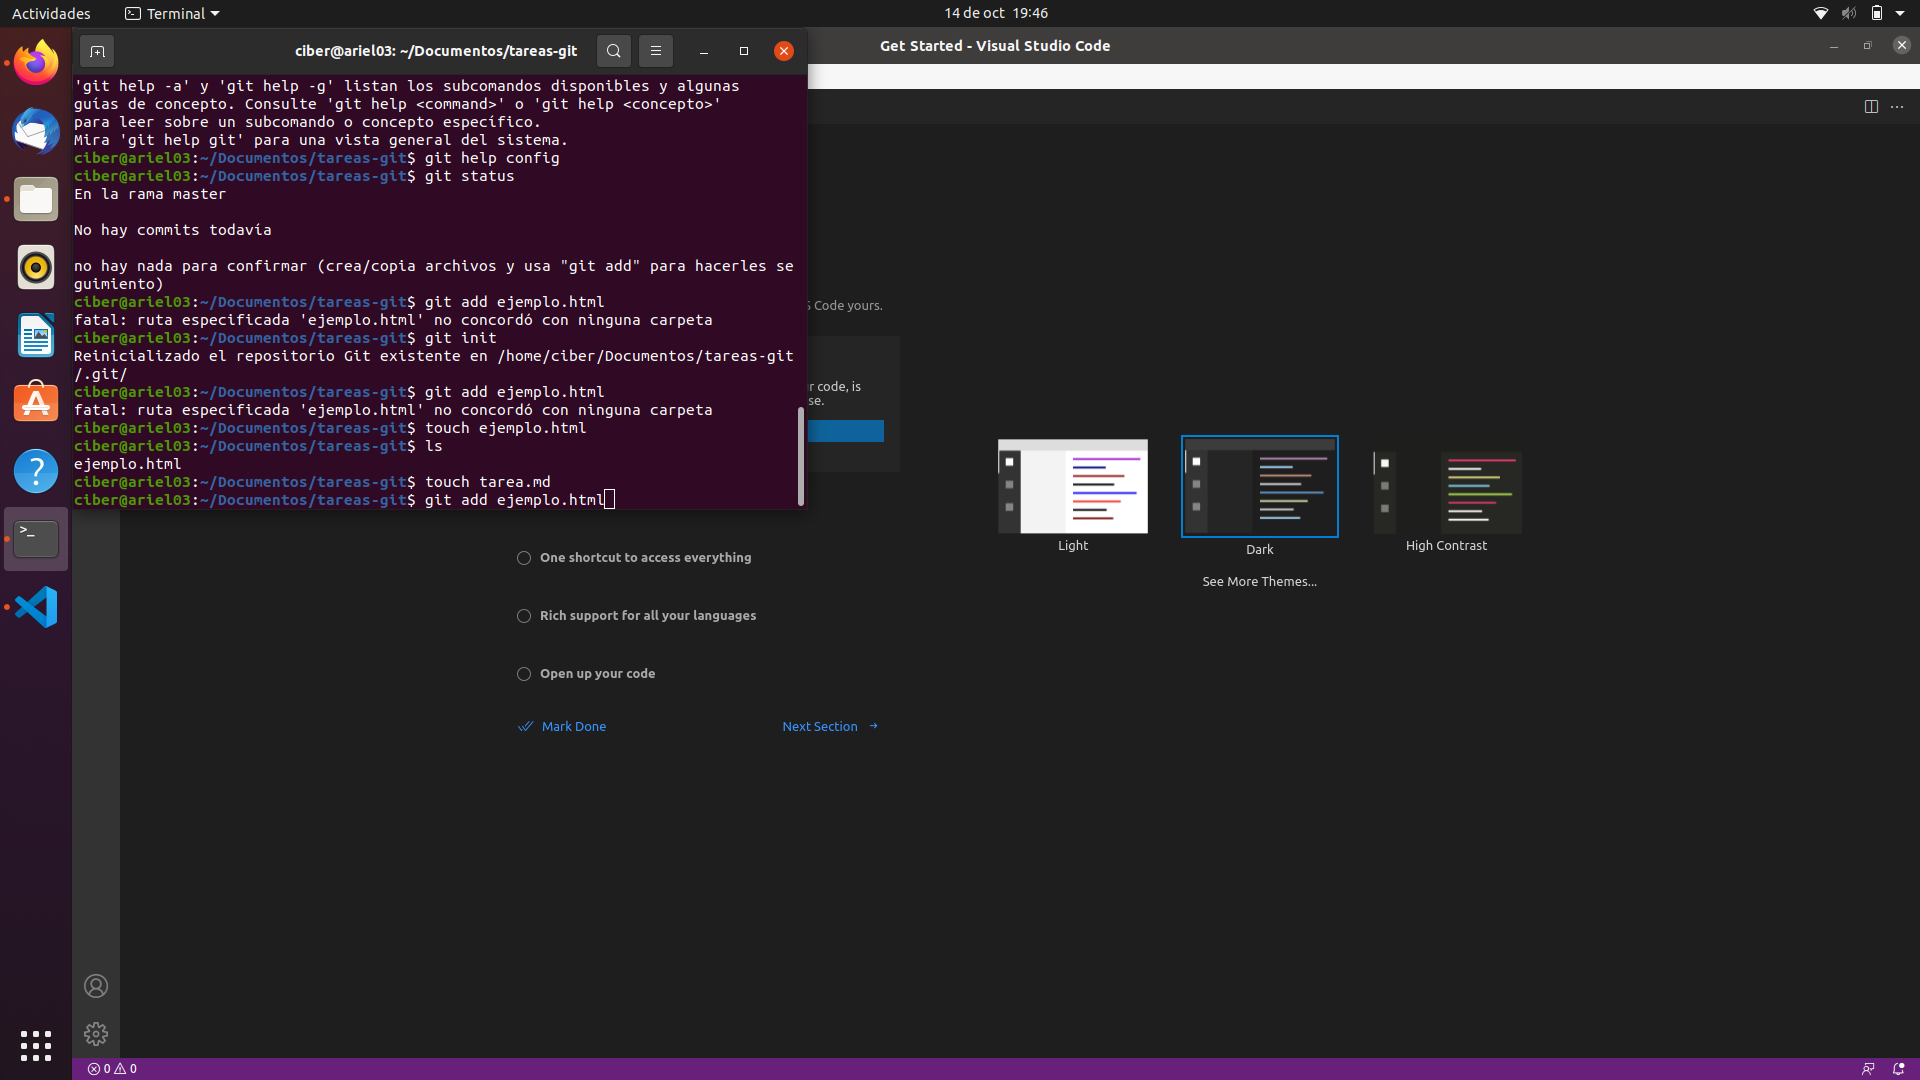 Actividades
Terminal
14 de oct 19:46
ciber@ariel03: ~/Documentos/tareas-git
Get Started - Visual Studio Code
'git help -a' y 'git help -g' listan los subcomandos disponibles y algunas
guías de concepto. Consulte 'git help <command>' o 'git help <concepto>'
para leer sobre un subcomando o concepto específico.
Mira 'git help git' para una vista general del sistema.
ciber@ariel03:~/Documentos/tareas-git$ git help config
ciber@ariel03:~/Documentos/tareas-git$ git status
En la rama master
No hay commits todavía
no hay nada para confirmar (crea/copia archivos y usa "git add" para hacerles se
guimiento)
ciber@ariel03:~/Documentos/tareas-git$ git add ejemplo.html
fatal: ruta especificada 'ejemplo.html' no concordó con ninguna carpeta
ciber@ariel03:~/Documentos/tareas-git$ git init
Reinicializado el repositorio Git existente en /home/ciber/Documentos/tareas-git
/.git/
ciber@ariel03:~/Documentos/tareas-git$ git add ejemplo.html
fatal: ruta especificada 'ejemplo.html' no concordó con ninguna carpeta
ciber@ariel03:~/Documentos/tareas-git$ touch ejemplo.html
ciber@ariel03:~/Documentos/tareas-git$ ls
ejemplo.html
ciber@ariel03:~/Documentos/tareas-git$ touch tarea.md
ciber@ariel03:~/Documentos/tareas-git$ git add ejemplo.html
Code yours.
code, is
se.
One shortcut to access everything
Rich support for all your languages
Open up your code
Mark Done
Next Section
Light
Dark
High Contrast
See More Themes...
0 0